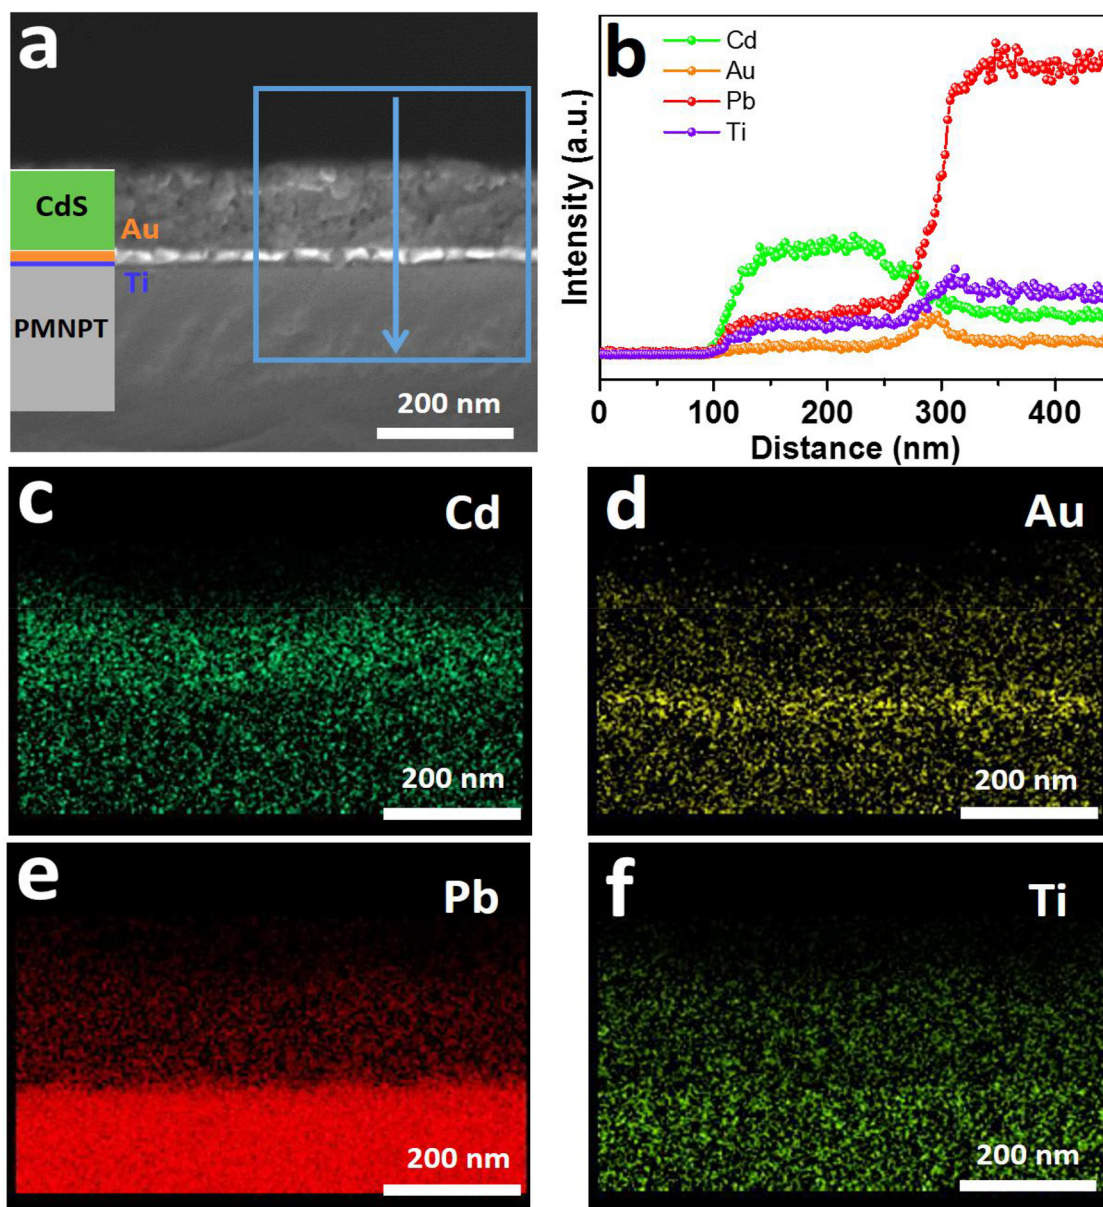 a
CdS
Au
Ti
PMNPT
200 nm
b
Cd
Au
Pb
Ti
Intensity (a.u.)
0 100 200 300 400
Distance (nm)
c
Cd
200 nm
d
Au
200 nm
e
Pb
200 nm
f
Ti
200 nm